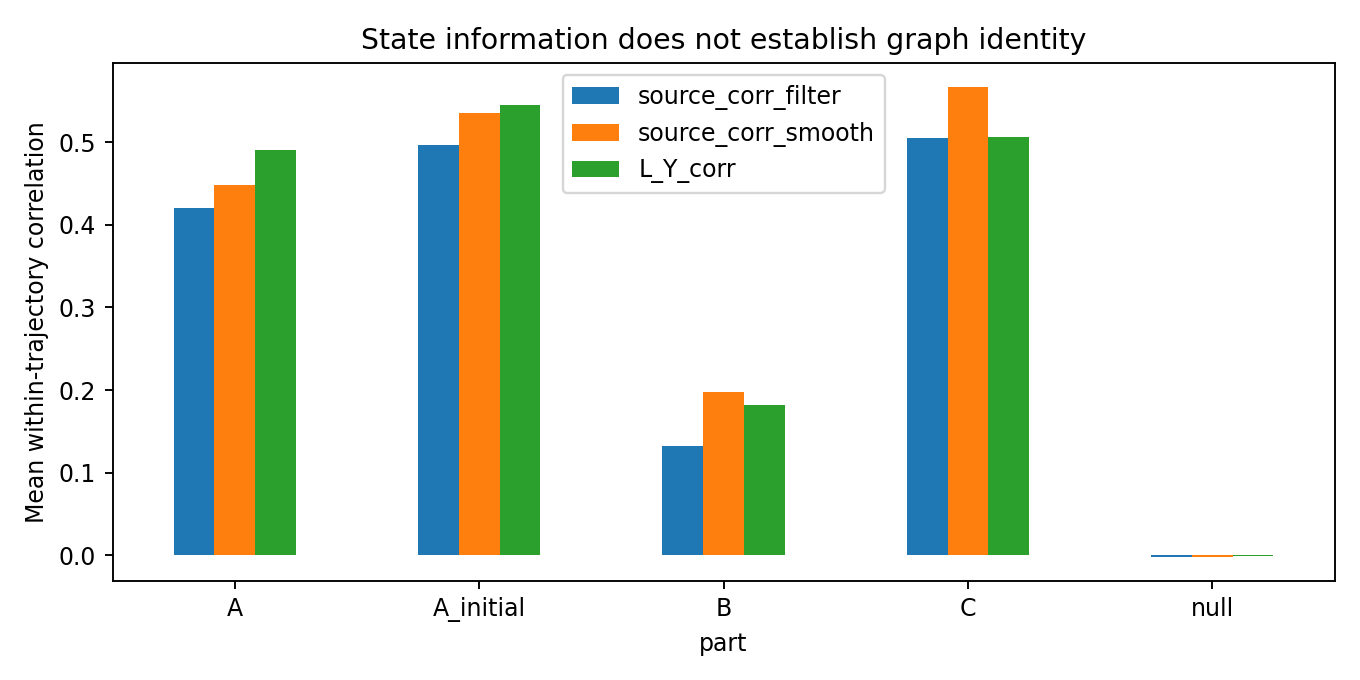 State information does not establish graph identity
source_corr_filter
source_corr_smooth
L_Y_corr
Mean within-trajectory correlation
0.5
0.4
0.3
0.2
0.1
0.0
A
A_initial
B
C
null
part